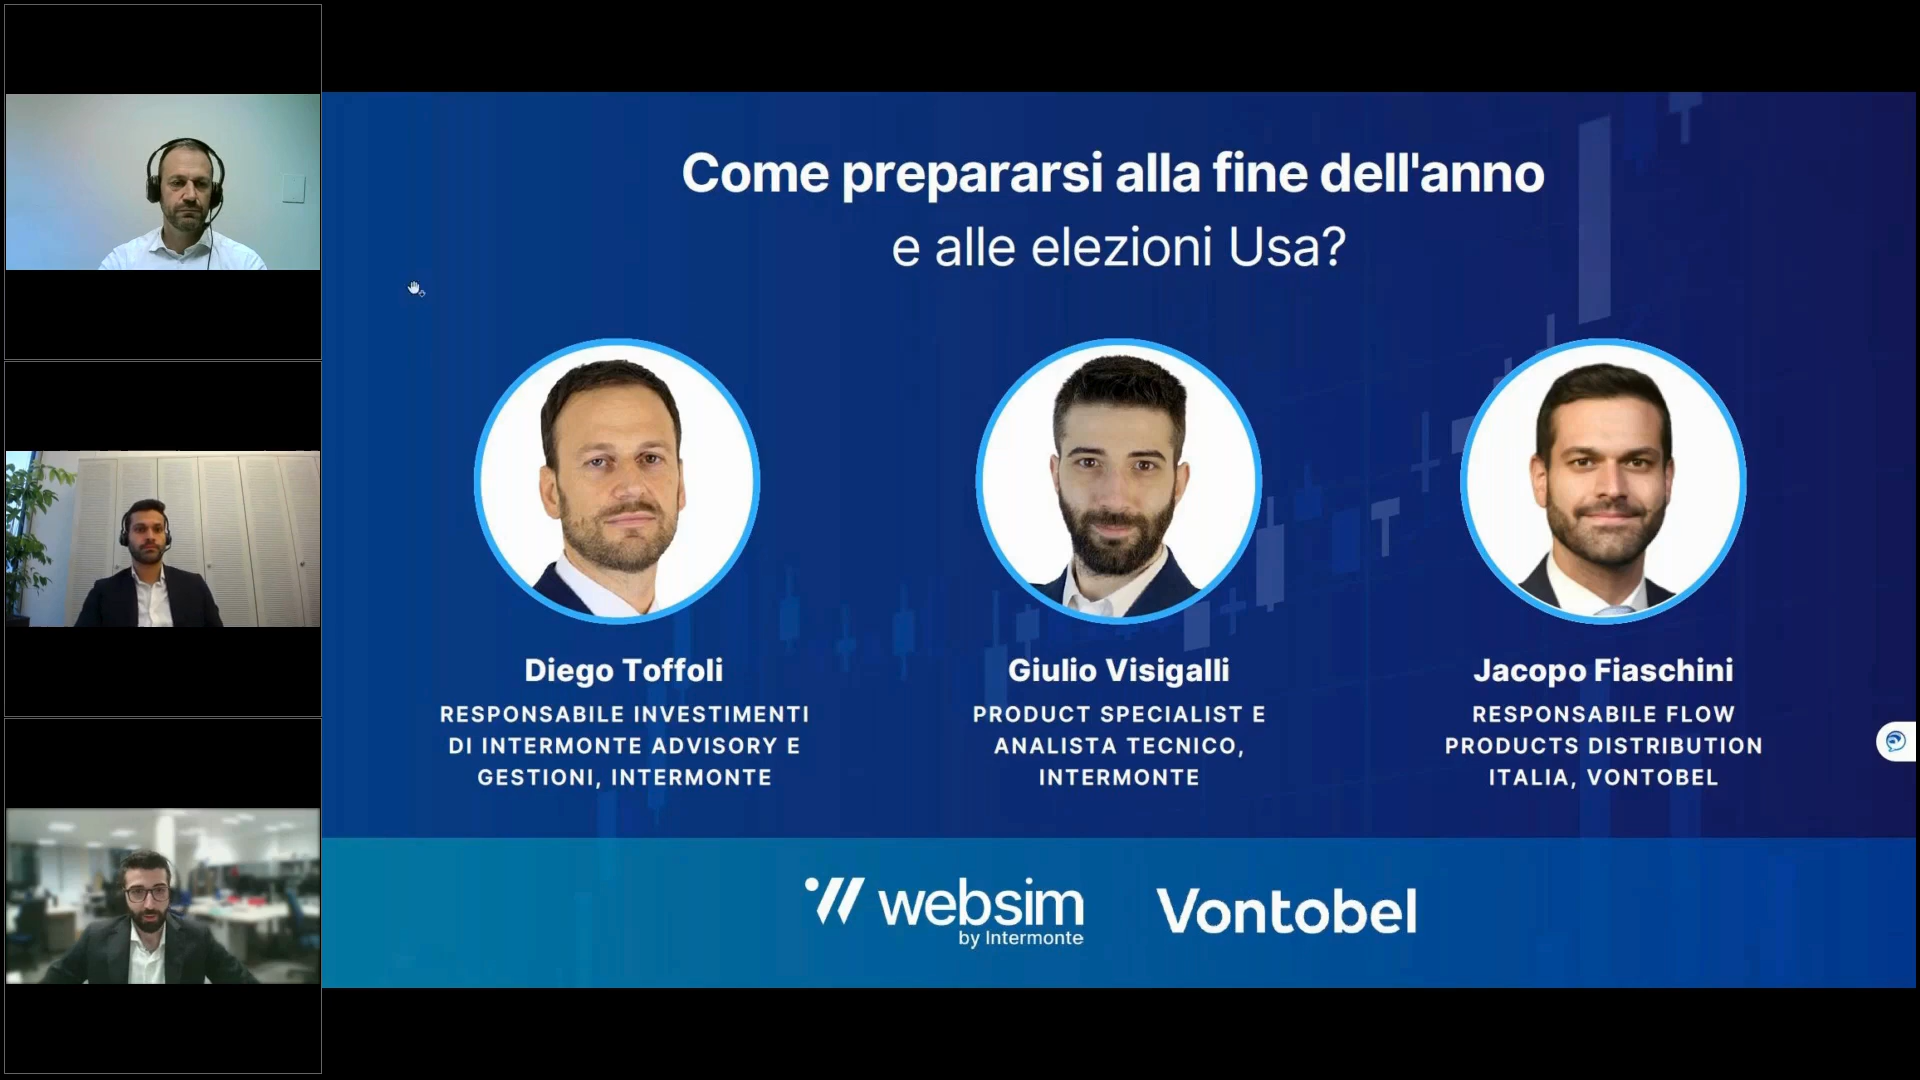 Come prepararsi alla fine dell'anno
e alle elezioni Usa?
Diego Toffoli
RESPONSABILE INVESTIMENTI
DI INTERMONTE ADVISORY E
GESTIONI, INTERMONTE
Giulio Visigalli
PRODUCT SPECIALIST E
ANALISTA TECNICO,
INTERMONTE
Jacopo Fiaschini
RESPONSABILE FLOW
PRODUCTS DISTRIBUTION
ITALIA, VONTOBEL
websim
by Intermonte
Vontobel